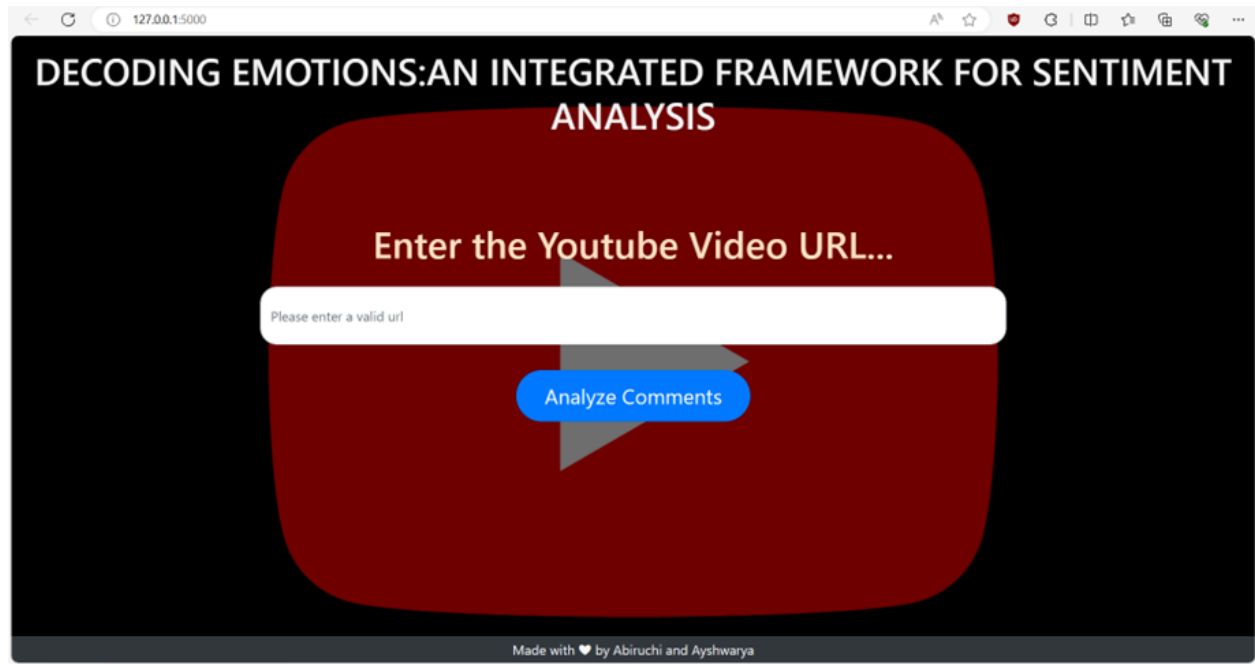 127.0.0.1:5000
DECODING EMOTIONS:AN INTEGRATED FRAMEWORK FOR SENTIMENT
ANALYSIS
Enter the Youtube Video URL...
Please enter a valid url
Analyze Comments
Made with ❤ by Abiruchi and Ayshwarya